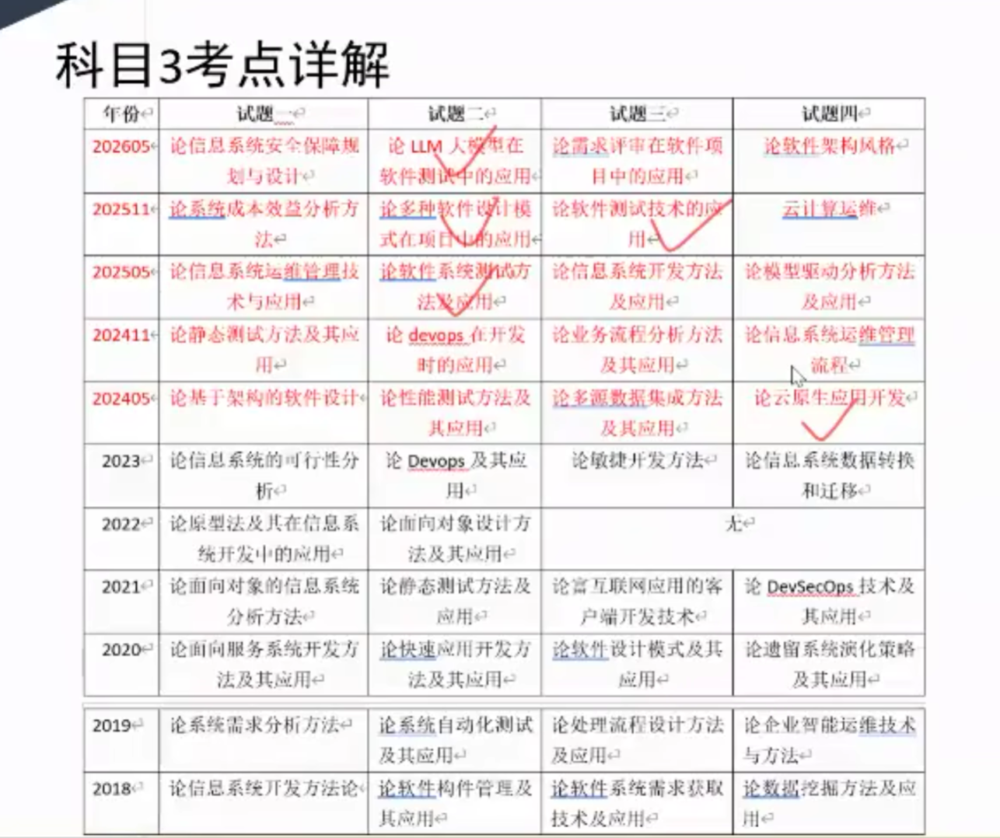 科目3考点详解
年份 试题一 试题二 试题三 试题四
202605 论信息系统安全保障规 论 LLM 大模型在 论需求评审在软件项 论软件架构风格
划与设计 软件测试中的应用 目中的应用
202511 论系统成本效益分析方 论多种软件设计模 论软件测试技术的应 云计算运维
法 式在项目中的应用 用
202505 论信息系统运维管理技 论软件系统测试方 论信息系统开发方法 论模型驱动分析方法
术与应用 法及应用 及应用 及应用
202411 论静态测试方法及其应 论 devops 在开发 论业务流程分析方法 论信息系统运维管理
用 时的应用 及其应用 流程
202405 论基于架构的软件设计 论性能测试方法及 论多源数据集成方法 论云原生应用开发
其应用 及其应用
2023 论信息系统的可行性分 论 Devops 及其应 论敏捷开发方法 论信息系统数据转换
析 用 和迁移
2022 论原型法及其在信息系 论面向对象设计方 无
统开发中的应用 法及其应用
2021 论面向对象的信息系统 论静态测试方法及 论富互联网应用的客 论 DevSecOps 技术及
分析方法 应用 户端开发技术 其应用
2020 论面向服务系统开发方 论快速应用开发方 论软件设计模式及其 论遗留系统演化策略
法及其应用 法及其应用 应用 及其应用
2019 论系统需求分析方法 论系统自动化测试 论处理流程设计方法 论企业智能运维技术
及其应用 及应用 与方法
2018 论信息系统开发方法论 论软件构件管理及 论软件系统需求获取 论数据挖掘方法及应
其应用 技术及应用 用